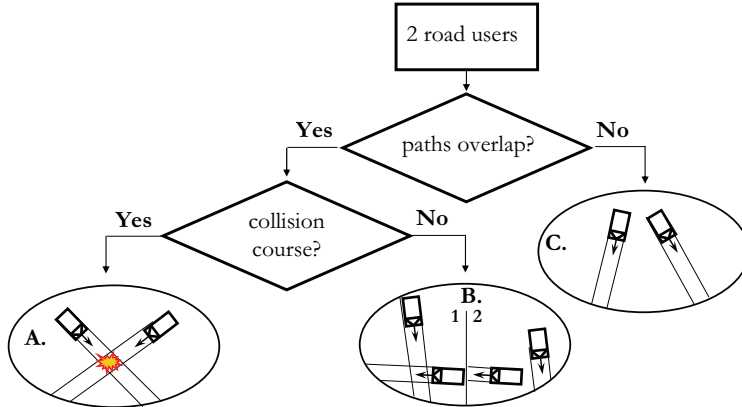 2 road users
Yes
paths overlap?
No
Yes
collision
course?
No
C.
A.
B.
1 2